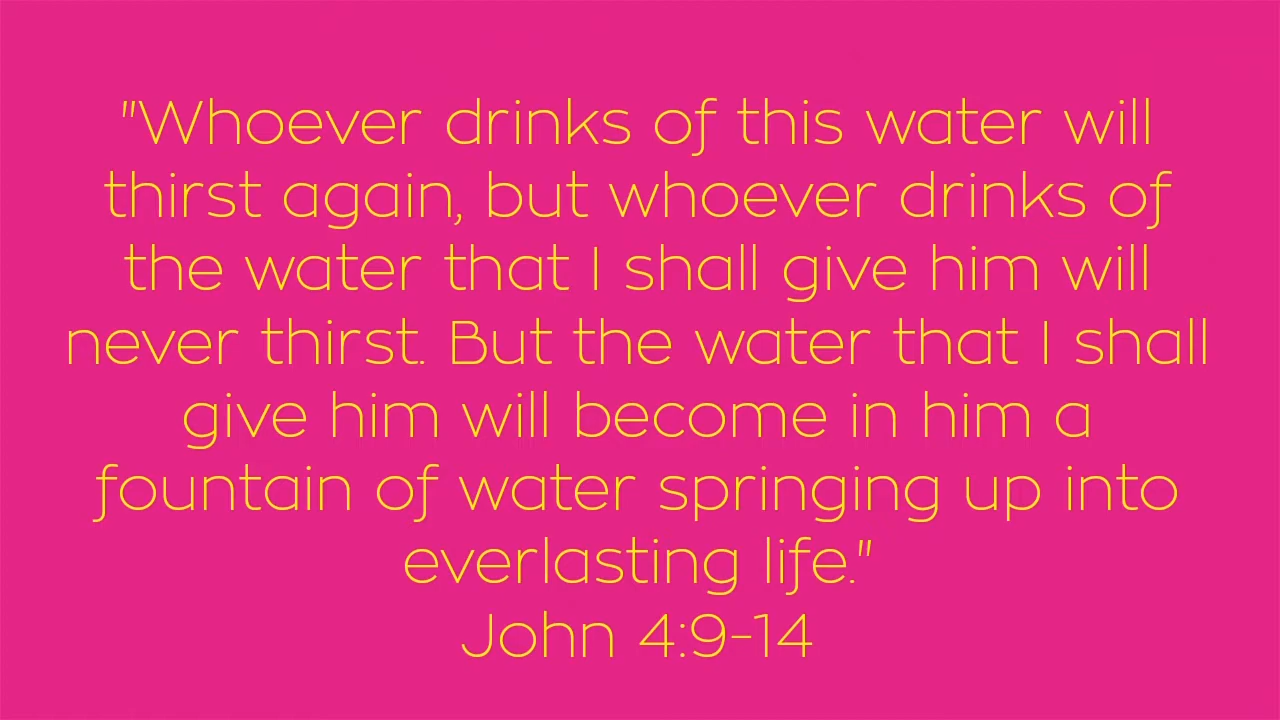 "Whoever drinks of this water will
thirst again, but whoever drinks of
the water that I shall give him will
never thirst. But the water that I shall
give him will become in him a
fountain of water springing up into
everlasting life."
John 4:9-14